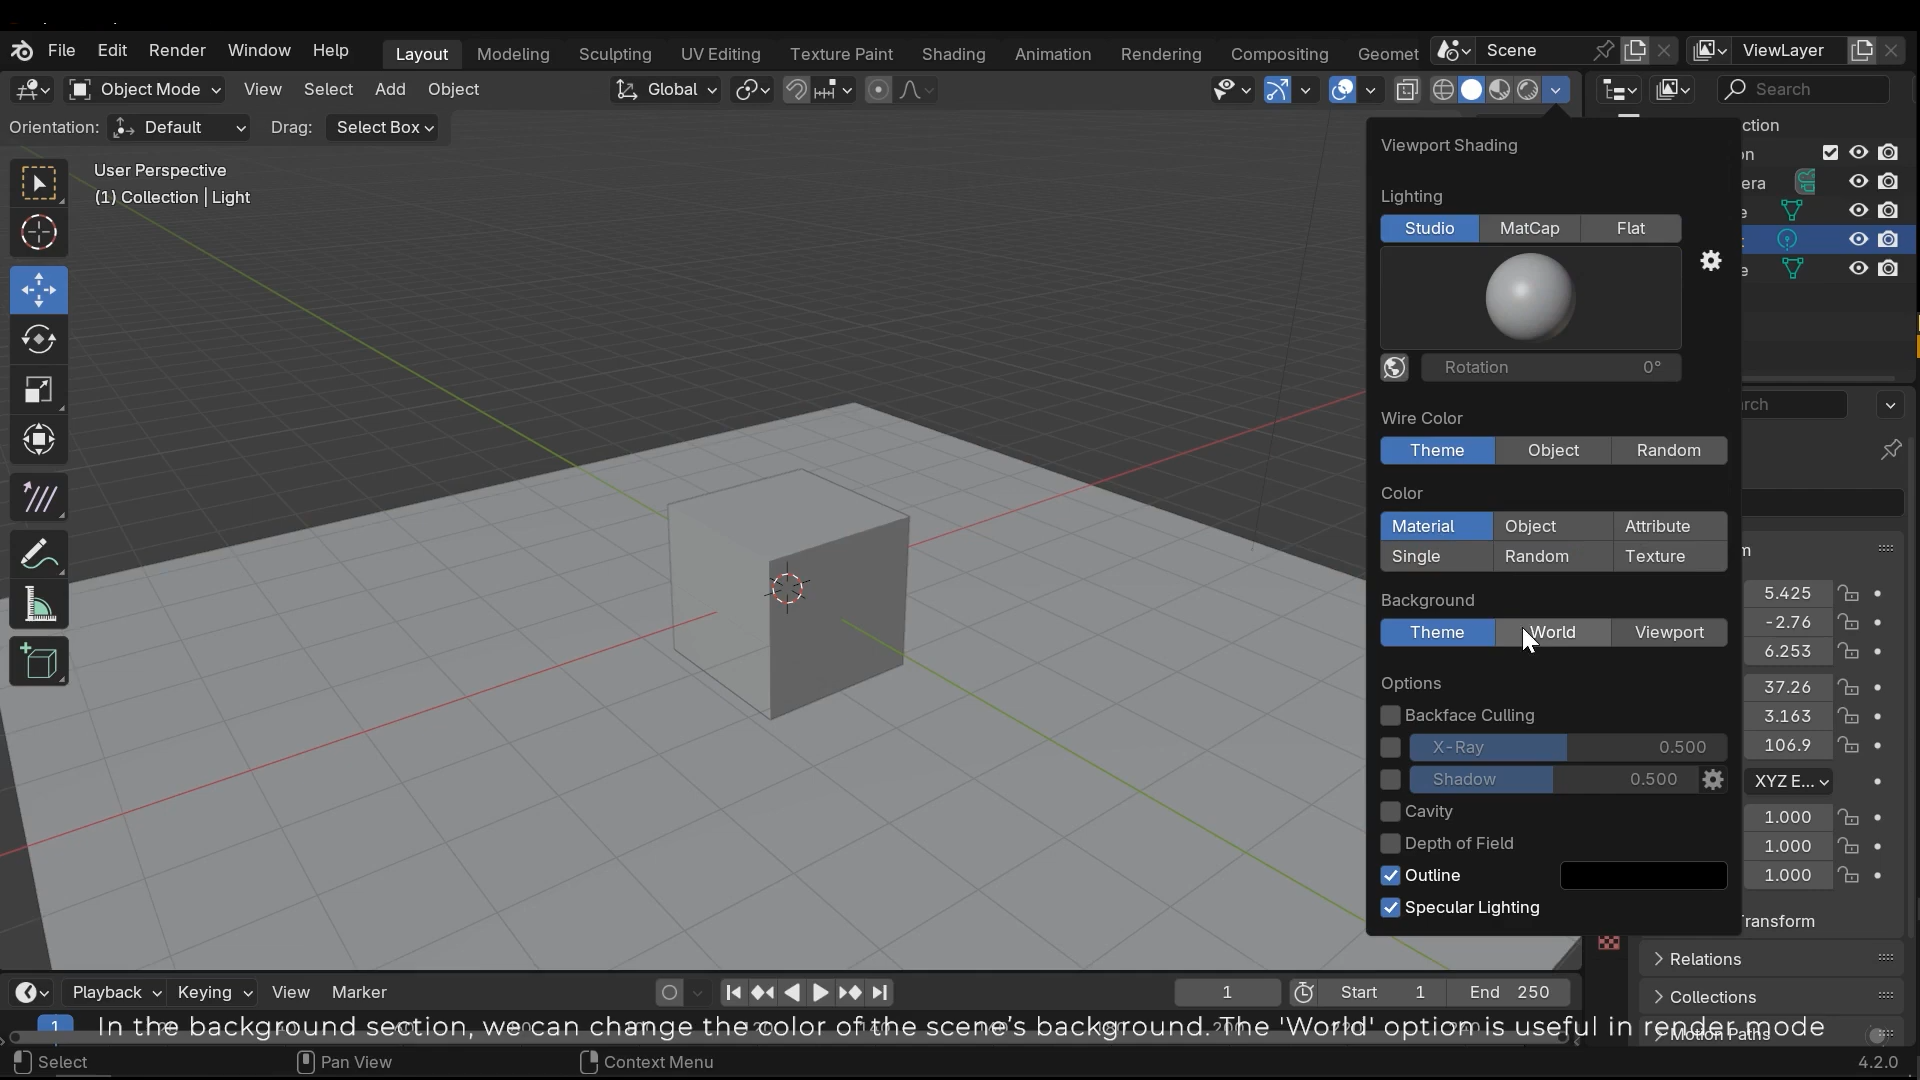 File Edit Render Window Help Layout Modeling Sculpting UV Editing Texture Paint Shading Animation Rendering Compositing Geomet Scene ViewLayer
Object Mode View Select Add Object Global Search
Orientation: Default Drag: Select Box
User Perspective
(1) Collection | Light
Viewport Shading
Lighting
Studio MatCap Flat
Rotation 0°
Wire Color
Theme Object Random
Color
Material Object Attribute
Single Random Texture
Background
Theme World Viewport
Options
Backface Culling
X-Ray 0.500
Shadow 0.500
Cavity
Depth of Field
Outline
Specular Lighting
ction
on
era
e
t
e
rch
m
5.425
-2.76
6.253
37.26
3.163
106.9
XYZ E...
1.000
1.000
1.000
ransform
Relations
Collections
Motion Paths
Playback Keying View Marker 1 Start 1 End 250
1
In the background section, we can change the color of the scene's background. The 'World' option is useful in render mode
Select Pan View Context Menu 4.2.0